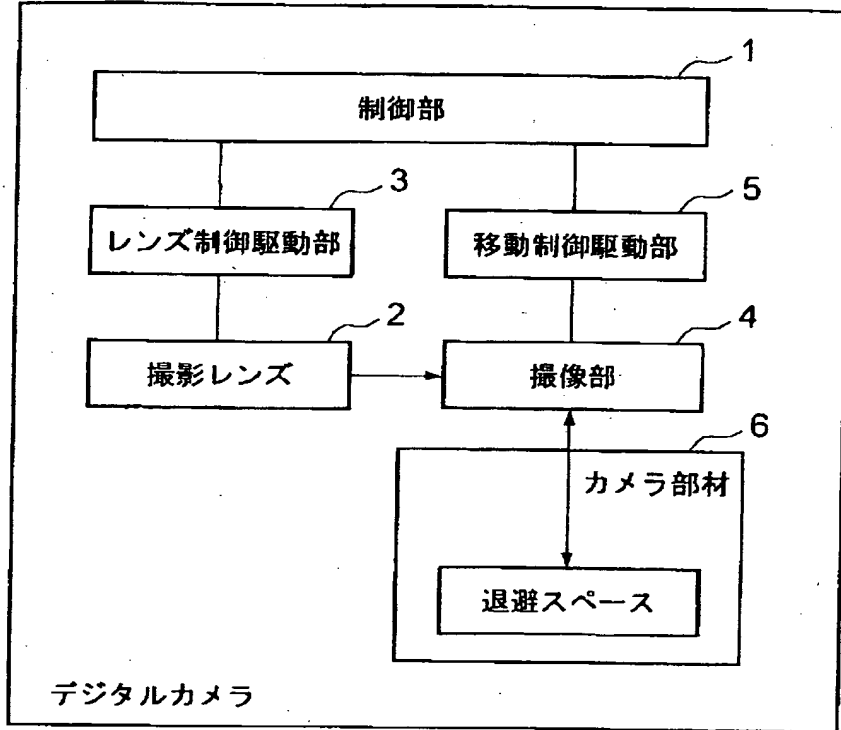 1
制御部
3
5
レンズ制御駆動部
移動制御駆動部
2
4
撮影レンズ
撮像部
6
カメラ部材
退避スペース
デジタルカメラ